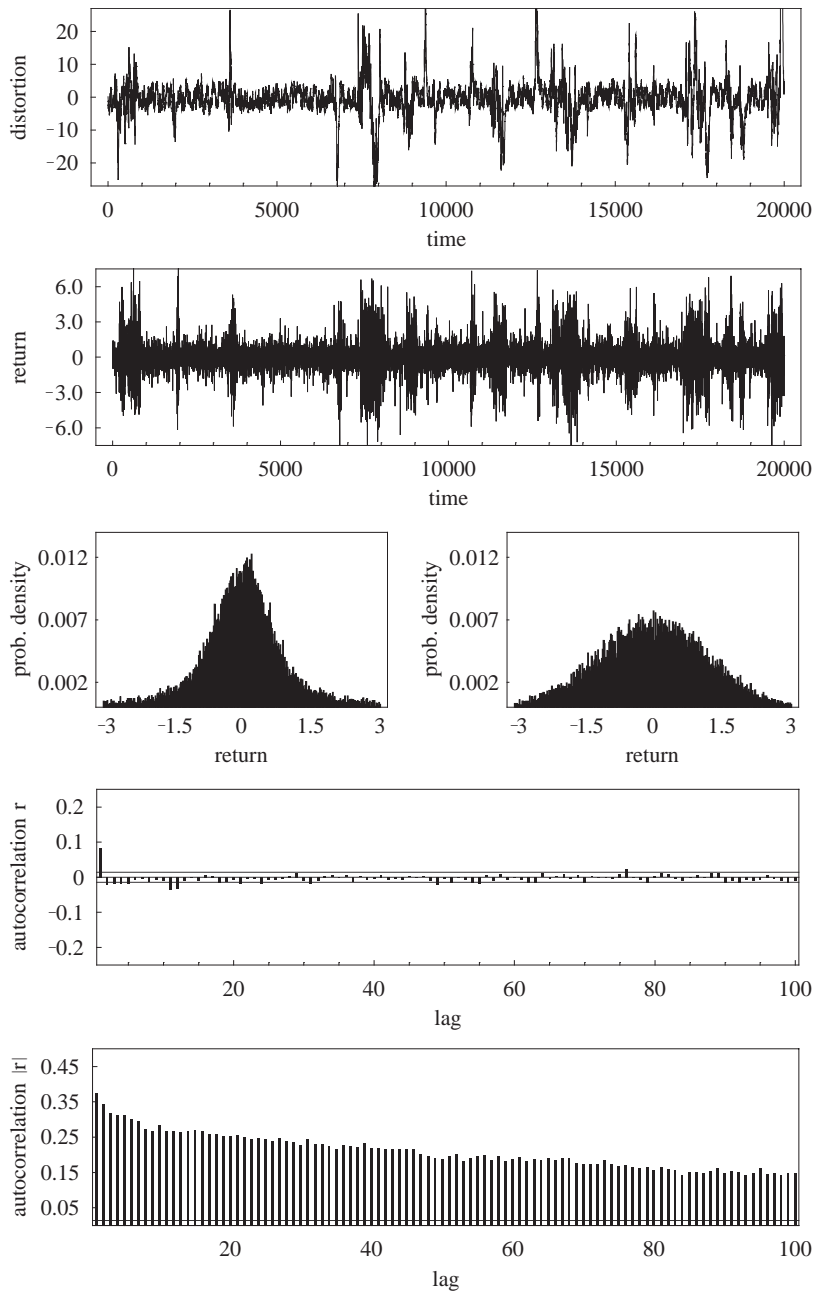 20
10
0
-10
-20
distortion
0 5000 10000 15000 20000
time
6.0
3.0
0
-3.0
-6.0
return
0 5000 10000 15000 20000
time
0.012
0.007
0.002
prob. density
-3 -1.5 0 1.5 3
return
0.012
0.007
0.002
prob. density
-3 -1.5 0 1.5 3
return
0.2
0.1
0
-0.1
-0.2
autocorrelation r
20 40 60 80 100
lag
0.45
0.35
0.25
0.15
0.05
autocorrelation |r|
20 40 60 80 100
lag